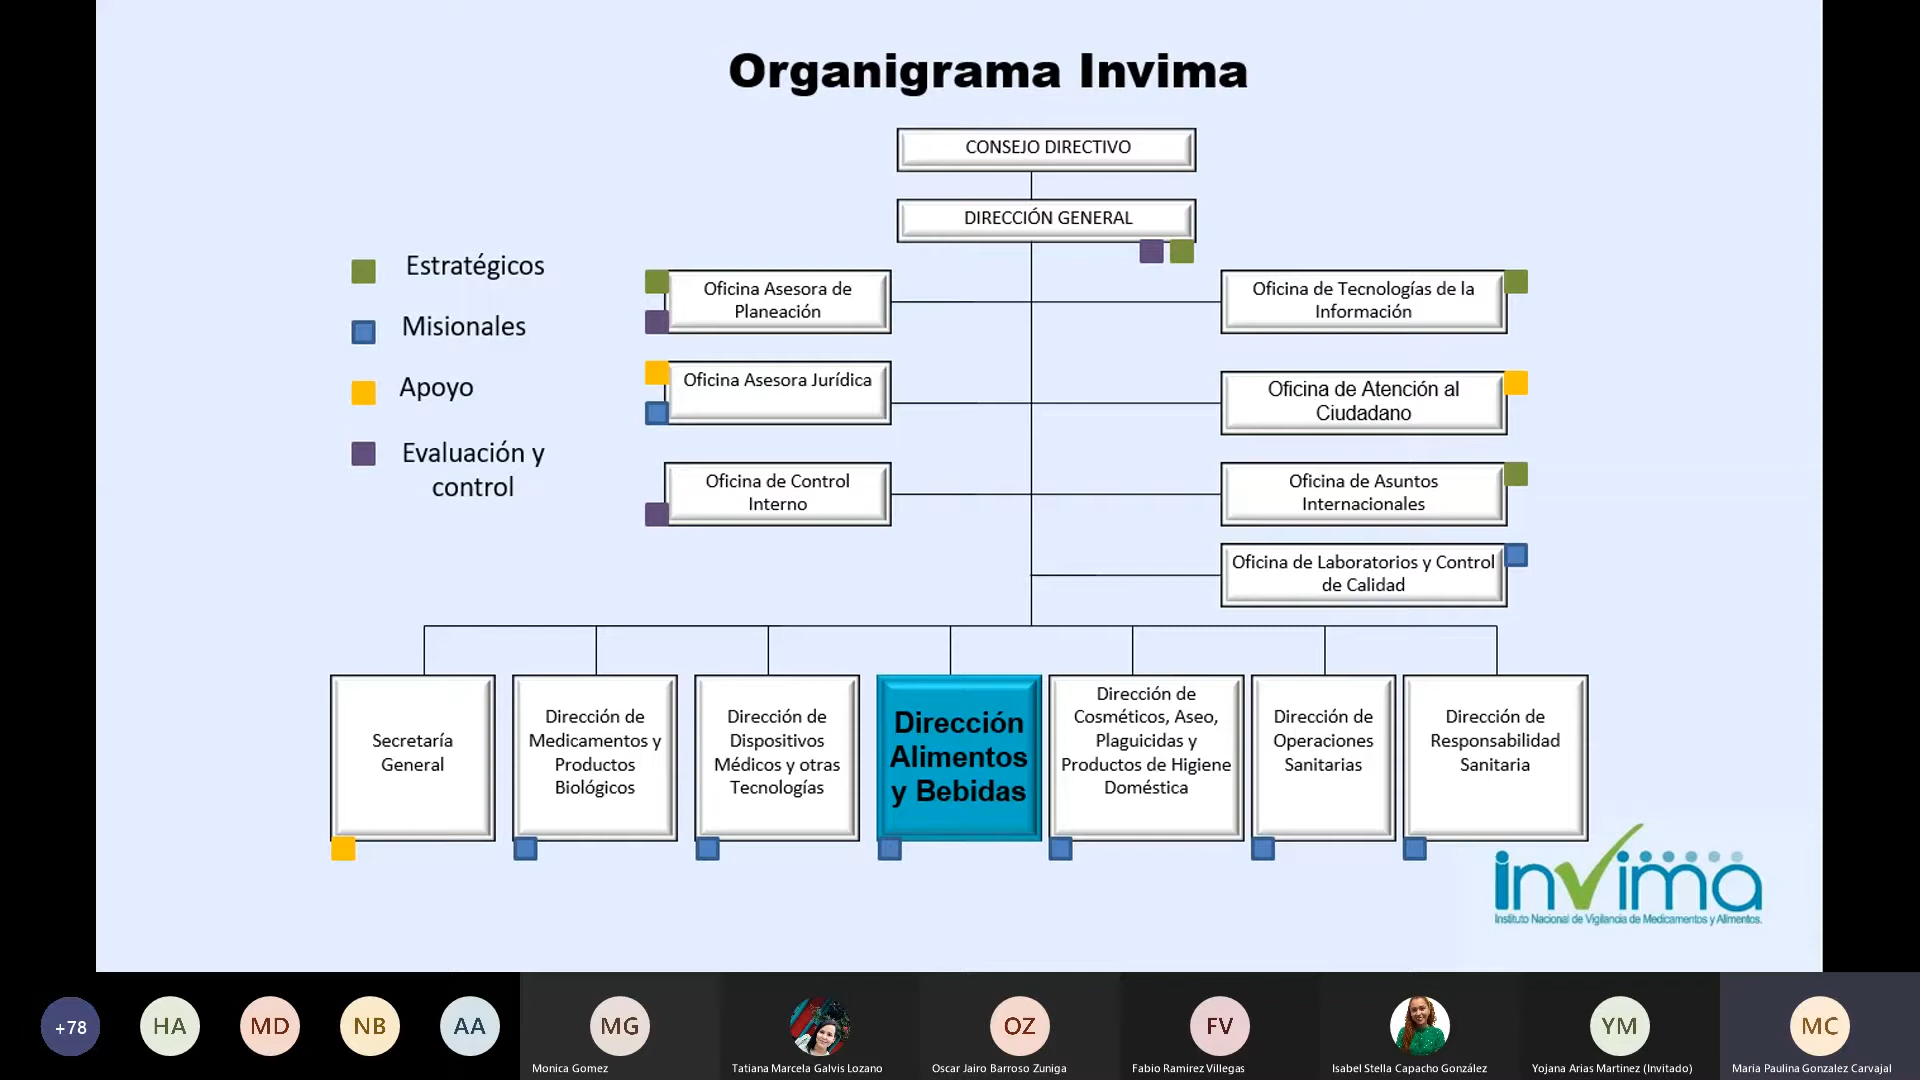 Organigrama Invima
CONSEJO DIRECTIVO
DIRECCIÓN GENERAL
Estratégicos
Misionales
Apoyo
Evaluación y
control
Oficina Asesora de
Planeación
Oficina de Tecnologías de la
Información
Oficina Asesora Jurídica
Oficina de Atención al
Ciudadano
Oficina de Control
Interno
Oficina de Asuntos
Internacionales
Oficina de Laboratorios y Control
de Calidad
Secretaría
General
Dirección de
Medicamentos y
Productos
Biológicos
Dirección de
Dispositivos
Médicos y otras
Tecnologías
Dirección
Alimentos
y Bebidas
Dirección de
Cosméticos, Aseo,
Plaguicidas y
Productos de Higiene
Doméstica
Dirección de
Operaciones
Sanitarias
Dirección de
Responsabilidad
Sanitaria
invima
Instituto Nacional de Vigilancia de Medicamentos y Alimentos.
+78
HA
MD
NB
AA
MG
Monica Gomez
Tatiana Marcela Galvis Lozano
OZ
Oscar Jairo Barroso Zuniga
FV
Fabio Ramirez Villegas
Isabel Stella Capacho González
YM
Yojana Arias Martinez (Invitado)
MC
Maria Paulina Gonzalez Carvajal